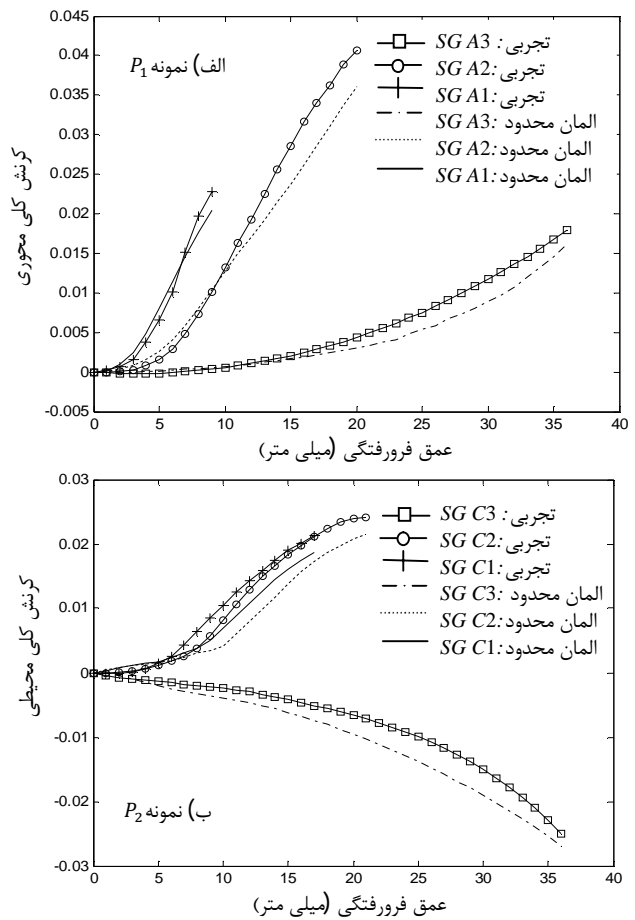 0.045
0.04
0.035
0.03
0.025
0.02
0.015
0.01
0.005
0
-0.005
کرنش کلی محوری
الف) نمونه P₁
SG A3: تجربی
SG A2: تجربی
SG A1: تجربی
SG A3: المان محدود
SG A2: المان محدود
SG A1: المان محدود
0 5 10 15 20 25 30 35 40
عمق فرورفتگی (میلی متر)
0.03
0.02
0.01
0
-0.01
-0.02
-0.03
کرنش کلی محیطی
SG C3: تجربی
SG C2: تجربی
SG C1: تجربی
SG C3: المان محدود
SG C2: المان محدود
SG C1: المان محدود
ب) نمونه P₂
0 5 10 15 20 25 30 35 40
عمق فرورفتگی (میلی متر)